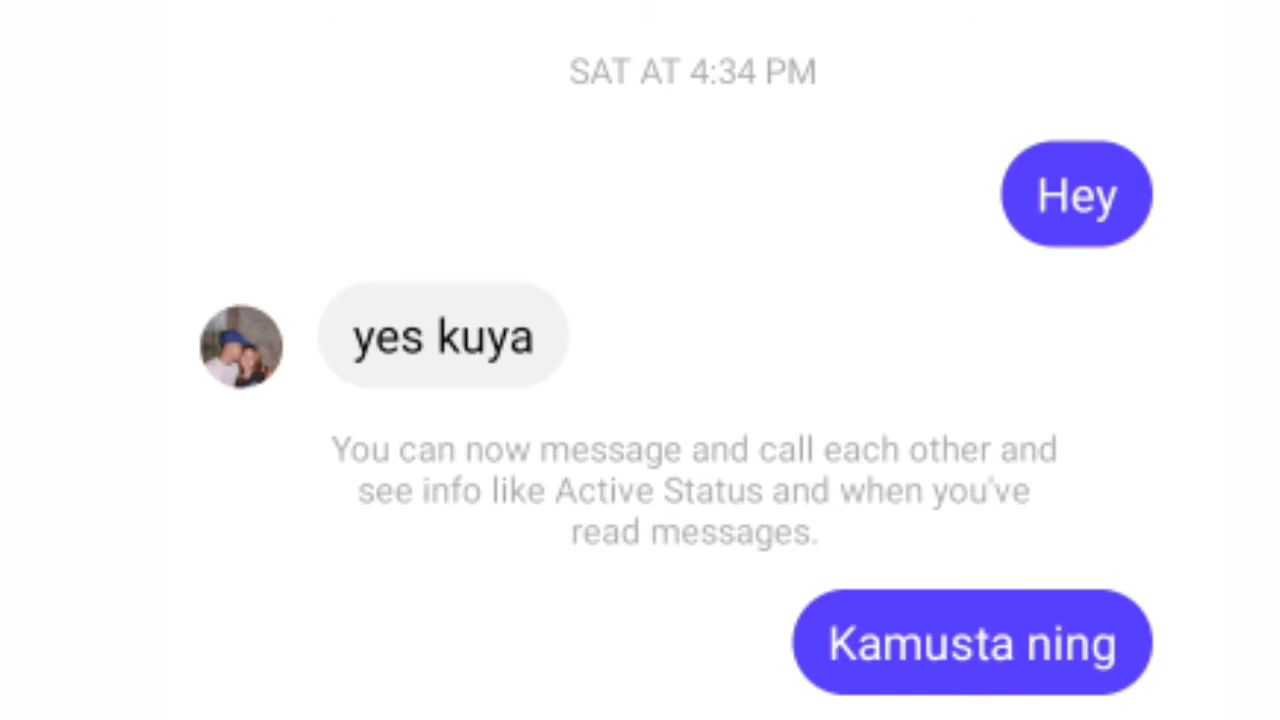 SAT AT 4:34 PM
Hey
yes kuya
You can now message and call each other and
see info like Active Status and when you've
read messages.
Kamusta ning